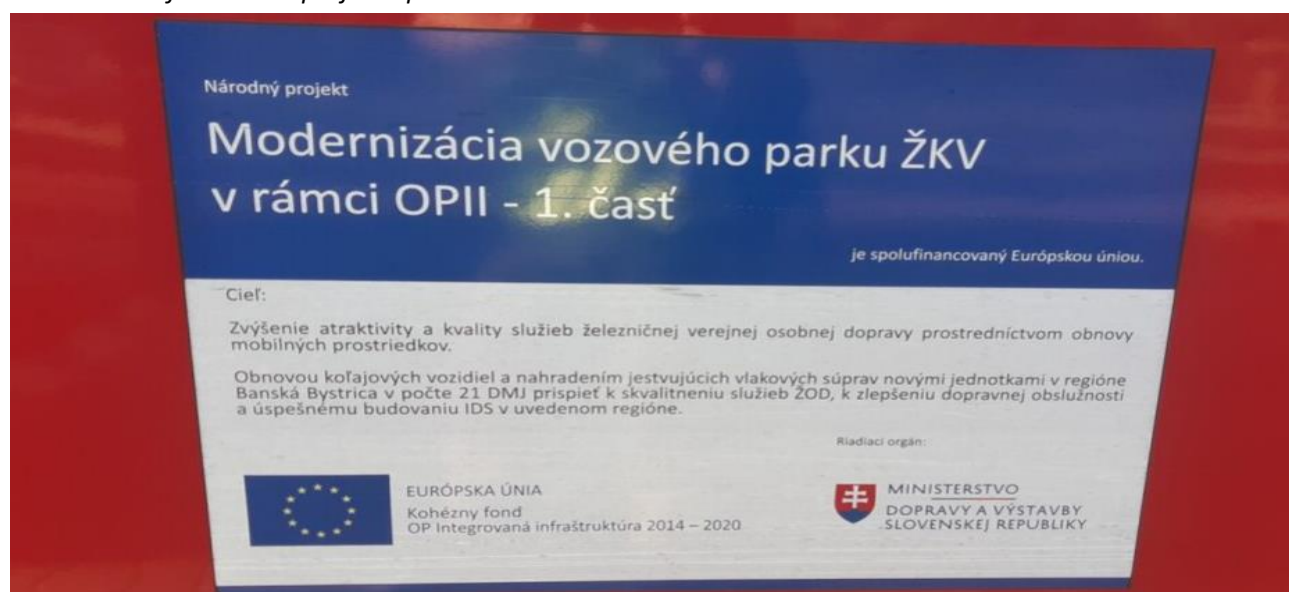 Národný projekt
Modernizácia vozového parku ŽKV
v rámci OPII - 1. časť
je spolufinancovaný Európskou úniou.
Cieľ:
Zvýšenie atraktivity a kvality služieb železničnej verejnej osobnej dopravy prostredníctvom obnovy
mobilných prostriedkov.
Obnovou koľajových vozidiel a nahradením jestvujúcich vlakových súprav novými jednotkami v regióne
Banská Bystrica v počte 21 DMJ prispieť k skvalitneniu služieb ŽOD, k zlepšeniu dopravnej obslužnosti
a úspešnému budovaniu IDS v uvedenom regióne.
Riadiaci orgán:
EURÓPSKA ÚNIA
Kohézny fond
OP Integrovaná infraštruktúra 2014 – 2020
MINISTERSTVO
DOPRAVY A VÝSTAVBY
SLOVENSKEJ REPUBLIKY